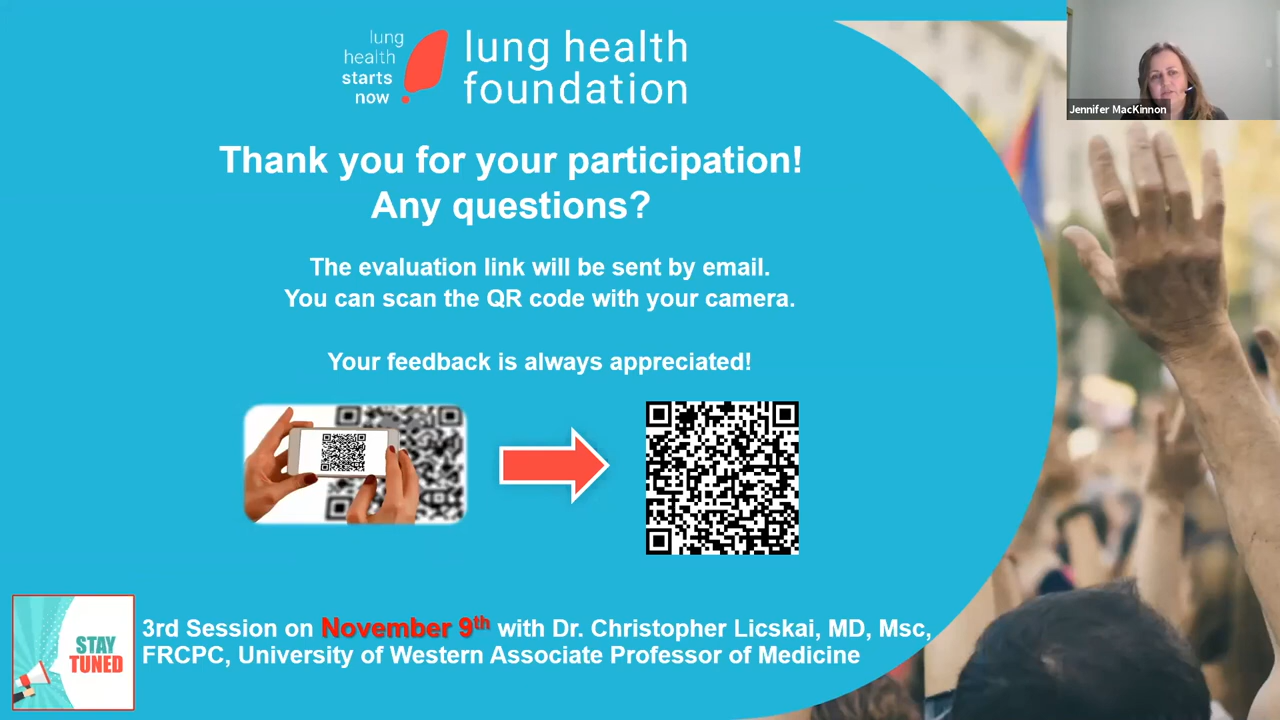 lung
health
starts
now
lung health
foundation
Jennifer MacKinnon
Thank you for your participation!
Any questions?
The evaluation link will be sent by email.
You can scan the QR code with your camera.
Your feedback is always appreciated!
STAY
TUNED
3rd Session on November 9th with Dr. Christopher Licskai, MD, Msc,
FRCPC, University of Western Associate Professor of Medicine